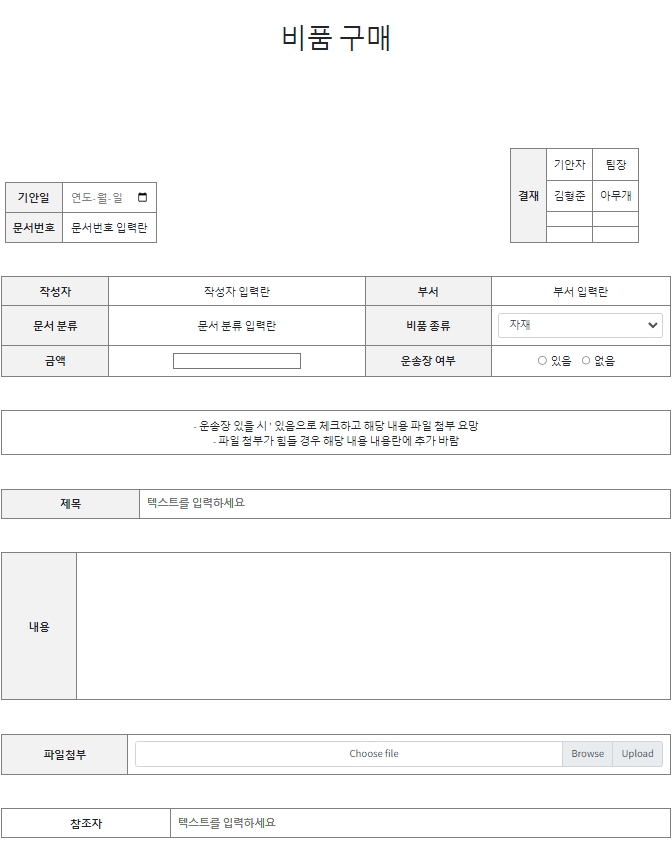 비품 구매
기안일 연도-월-일
문서번호 문서번호 입력란
결재 기안자 팀장
김형준 아무개
작성자 작성자 입력란 부서 부서 입력란
문서 분류 문서 분류 입력란 비품 종류 자재
금액 운송장 여부 있음 없음
- 운송장 있을 시 ' 있음으로 체크하고 해당 내용 파일 첨부 요망
- 파일 첨부가 힘들 경우 해당 내용 내용란에 추가 바람
제목 텍스트를 입력하세요
내용
파일첨부 Choose file Browse Upload
참조자 텍스트를 입력하세요